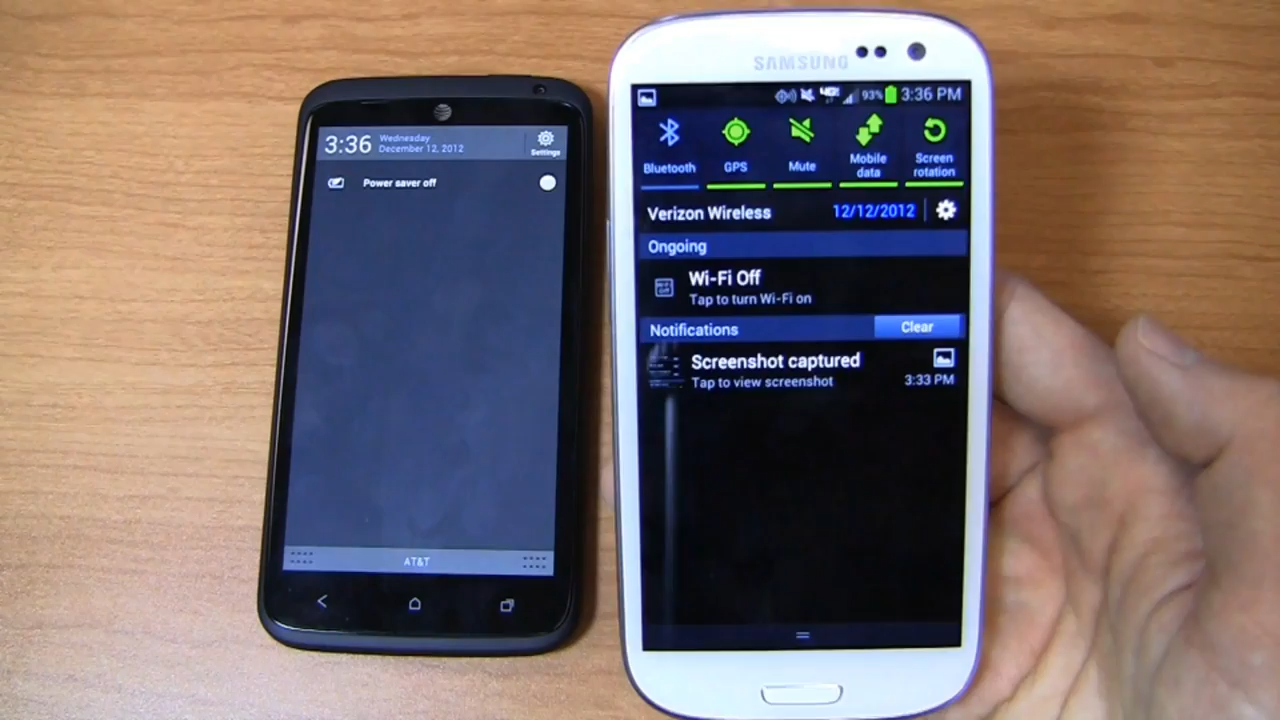 3:36
Wednesday
December 12, 2012
Settings
Power saver off
AT&T
SAMSUNG
93% 3:36 PM
Bluetooth
GPS
Mute
Mobile data
Screen rotation
Verizon Wireless 12/12/2012
Ongoing
Wi-Fi Off
Tap to turn Wi-Fi on
Notifications Clear
Screenshot captured
Tap to view screenshot 3:33 PM